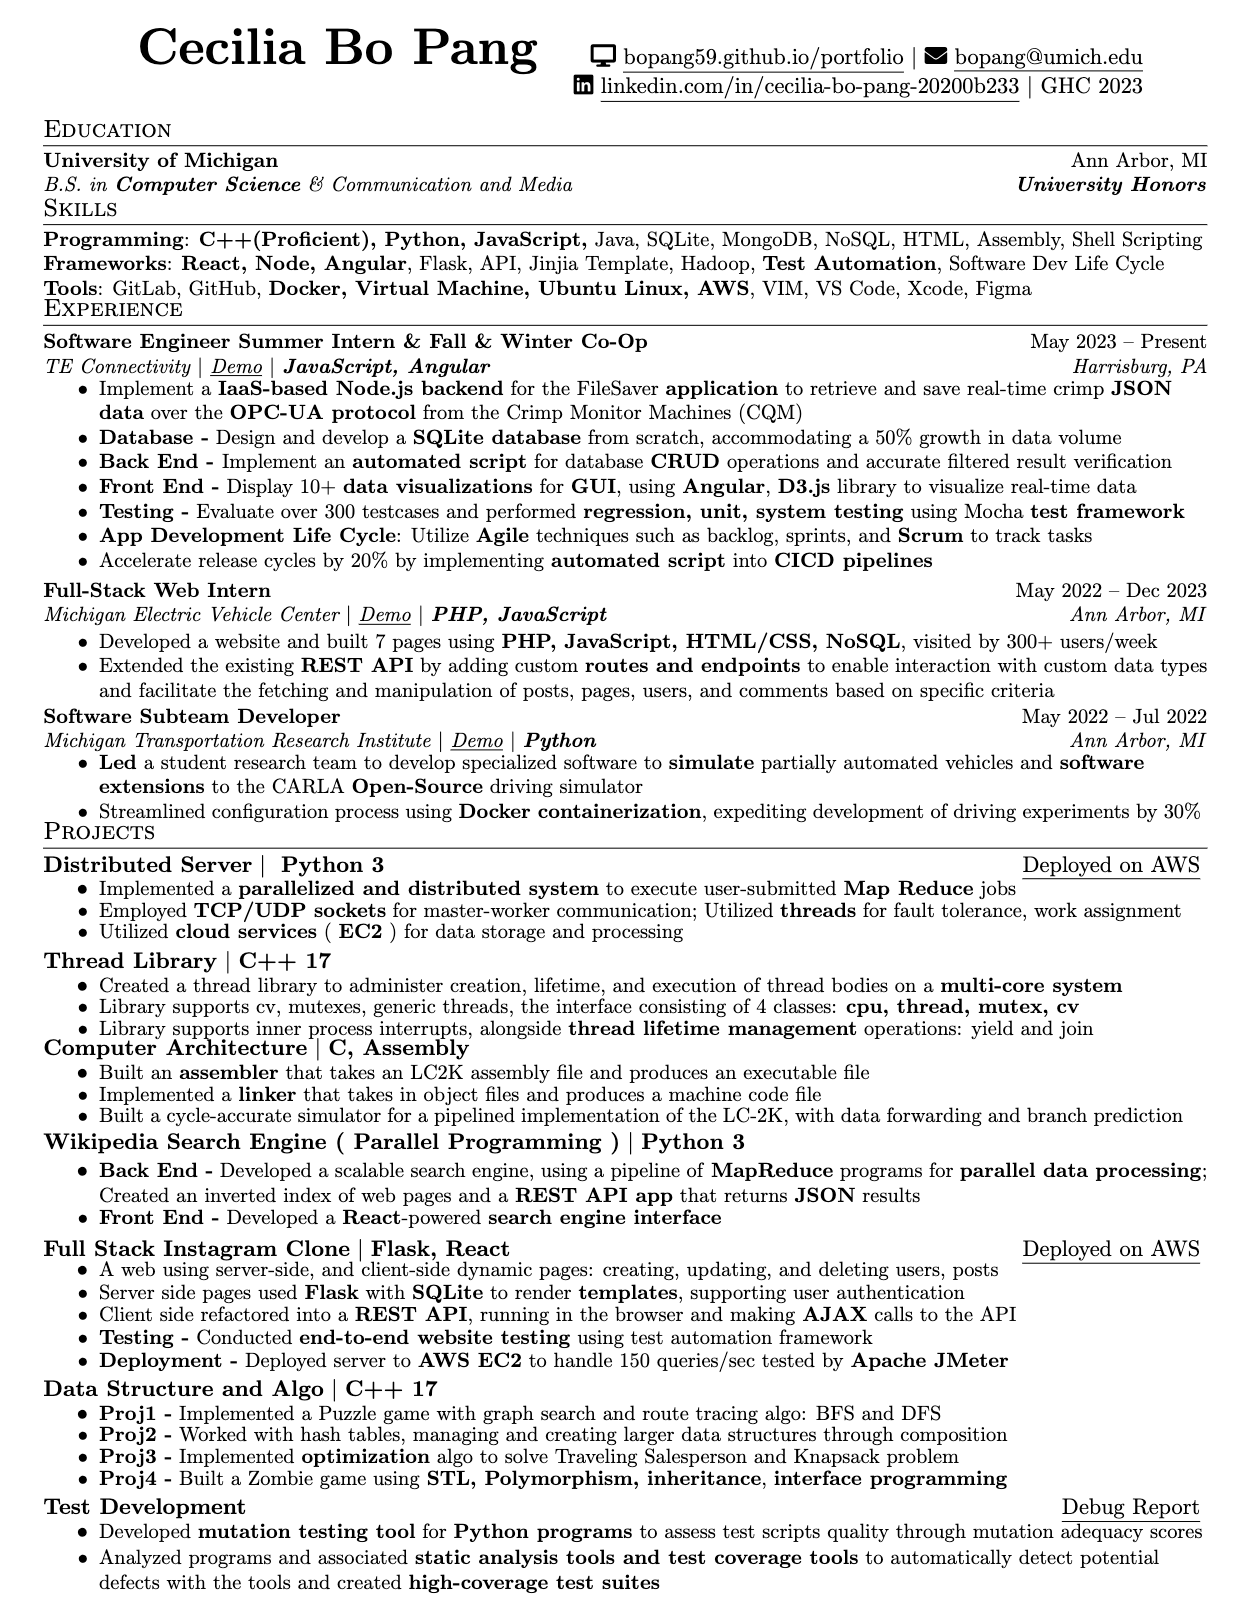 Cecilia Bo Pang
bopang59.github.io/portfolio | bopang@umich.edu
linkedin.com/in/cecilia-bo-pang-20200b233 | GHC 2023
Education
University of Michigan Ann Arbor, MI
B.S. in Computer Science & Communication and Media University Honors
Skills
Programming: C++(Proficient), Python, JavaScript, Java, SQLite, MongoDB, NoSQL, HTML, Assembly, Shell Scripting
Frameworks: React, Node, Angular, Flask, API, Jinjia Template, Hadoop, Test Automation, Software Dev Life Cycle
Tools: GitLab, GitHub, Docker, Virtual Machine, Ubuntu Linux, AWS, VIM, VS Code, Xcode, Figma
Experience
Software Engineer Summer Intern & Fall & Winter Co-Op May 2023 – Present
TE Connectivity | Demo | JavaScript, Angular Harrisburg, PA
• Implement a IaaS-based Node.js backend for the FileSaver application to retrieve and save real-time crimp JSON
data over the OPC-UA protocol from the Crimp Monitor Machines (CQM)
• Database - Design and develop a SQLite database from scratch, accommodating a 50% growth in data volume
• Back End - Implement an automated script for database CRUD operations and accurate filtered result verification
• Front End - Display 10+ data visualizations for GUI, using Angular, D3.js library to visualize real-time data
• Testing - Evaluate over 300 testcases and performed regression, unit, system testing using Mocha test framework
• App Development Life Cycle: Utilize Agile techniques such as backlog, sprints, and Scrum to track tasks
• Accelerate release cycles by 20% by implementing automated script into CICD pipelines
Full-Stack Web Intern May 2022 – Dec 2023
Michigan Electric Vehicle Center | Demo | PHP, JavaScript Ann Arbor, MI
• Developed a website and built 7 pages using PHP, JavaScript, HTML/CSS, NoSQL, visited by 300+ users/week
• Extended the existing REST API by adding custom routes and endpoints to enable interaction with custom data types
and facilitate the fetching and manipulation of posts, pages, users, and comments based on specific criteria
Software Subteam Developer May 2022 – Jul 2022
Michigan Transportation Research Institute | Demo | Python Ann Arbor, MI
• Led a student research team to develop specialized software to simulate partially automated vehicles and software
extensions to the CARLA Open-Source driving simulator
• Streamlined configuration process using Docker containerization, expediting development of driving experiments by 30%
Projects
Distributed Server | Python 3 Deployed on AWS
• Implemented a parallelized and distributed system to execute user-submitted Map Reduce jobs
• Employed TCP/UDP sockets for master-worker communication; Utilized threads for fault tolerance, work assignment
• Utilized cloud services ( EC2 ) for data storage and processing
Thread Library | C++ 17
• Created a thread library to administer creation, lifetime, and execution of thread bodies on a multi-core system
• Library supports cv, mutexes, generic threads, the interface consisting of 4 classes: cpu, thread, mutex, cv
• Library supports inner process interrupts, alongside thread lifetime management operations: yield and join
Computer Architecture | C, Assembly
• Built an assembler that takes an LC2K assembly file and produces an executable file
• Implemented a linker that takes in object files and produces a machine code file
• Built a cycle-accurate simulator for a pipelined implementation of the LC-2K, with data forwarding and branch prediction
Wikipedia Search Engine ( Parallel Programming ) | Python 3
• Back End - Developed a scalable search engine, using a pipeline of MapReduce programs for parallel data processing;
Created an inverted index of web pages and a REST API app that returns JSON results
• Front End - Developed a React-powered search engine interface
Full Stack Instagram Clone | Flask, React Deployed on AWS
• A web using server-side, and client-side dynamic pages: creating, updating, and deleting users, posts
• Server side pages used Flask with SQLite to render templates, supporting user authentication
• Client side refactored into a REST API, running in the browser and making AJAX calls to the API
• Testing - Conducted end-to-end website testing using test automation framework
• Deployment - Deployed server to AWS EC2 to handle 150 queries/sec tested by Apache JMeter
Data Structure and Algo | C++ 17
• Proj1 - Implemented a Puzzle game with graph search and route tracing algo: BFS and DFS
• Proj2 - Worked with hash tables, managing and creating larger data structures through composition
• Proj3 - Implemented optimization algo to solve Traveling Salesperson and Knapsack problem
• Proj4 - Built a Zombie game using STL, Polymorphism, inheritance, interface programming
Test Development Debug Report
• Developed mutation testing tool for Python programs to assess test scripts quality through mutation adequacy scores
• Analyzed programs and associated static analysis tools and test coverage tools to automatically detect potential
defects with the tools and created high-coverage test suites